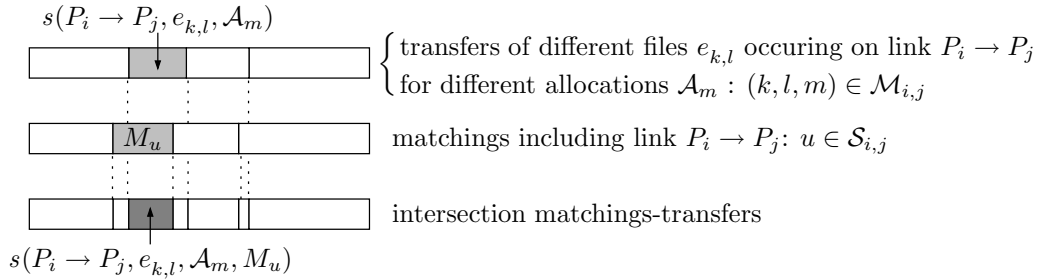 s(P_i → P_j, e_{k,l}, 𝒜_m)
transfers of different files e_{k,l} occuring on link P_i → P_j
for different allocations 𝒜_m : (k, l, m) ∈ ℳ_{i,j}
M_u
matchings including link P_i → P_j: u ∈ 𝒮_{i,j}
intersection matchings-transfers
s(P_i → P_j, e_{k,l}, 𝒜_m, M_u)